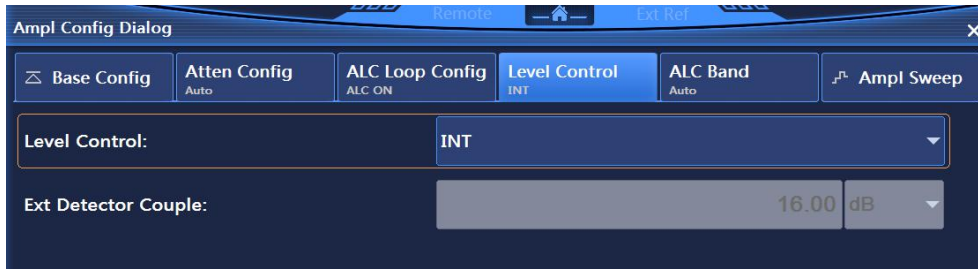 Remote
Ext Ref
Ampl Config Dialog
Base Config
Atten Config
Auto
ALC Loop Config
ALC ON
Level Control
INT
ALC Band
Auto
Ampl Sweep
Level Control:
INT
Ext Detector Couple:
16.00 dB